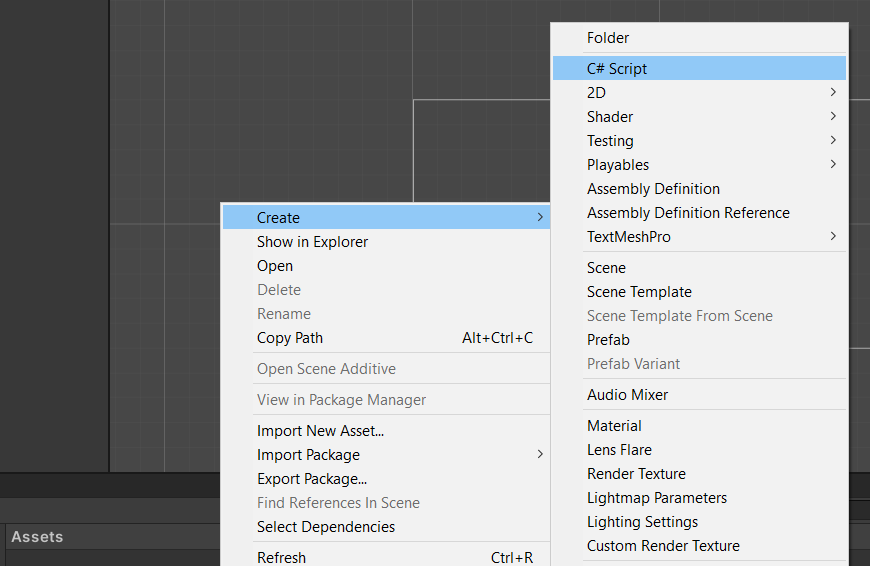 Folder
C# Script
2D
Shader
Testing
Playables
Assembly Definition
Assembly Definition Reference
TextMeshPro
Scene
Scene Template
Scene Template From Scene
Prefab
Prefab Variant
Audio Mixer
Material
Lens Flare
Render Texture
Lightmap Parameters
Lighting Settings
Custom Render Texture
Create
Show in Explorer
Open
Delete
Rename
Copy Path Alt+Ctrl+C
Open Scene Additive
View in Package Manager
Import New Asset...
Import Package
Export Package...
Find References In Scene
Select Dependencies
Refresh Ctrl+R
Assets